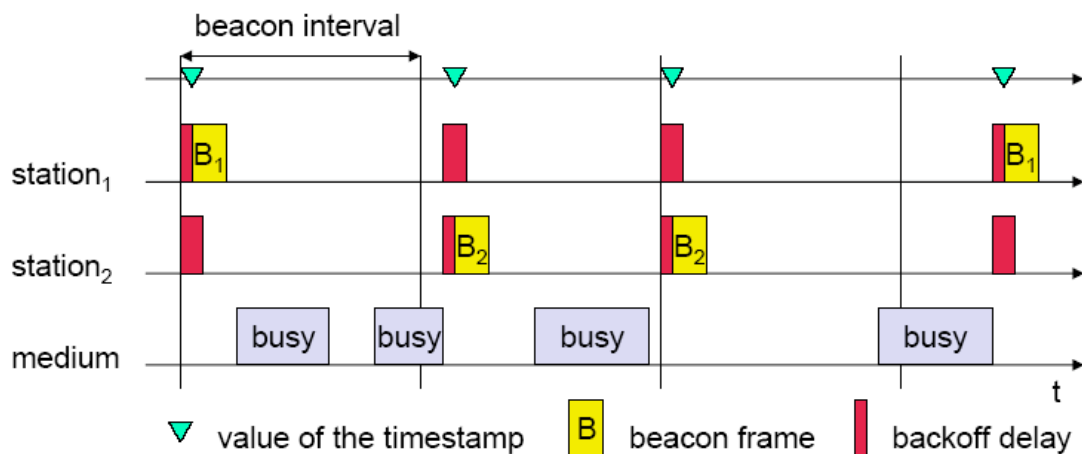 beacon interval
B₁ B₁
station₁
B₂ B₂
station₂
busy busy busy busy
medium
t
value of the timestamp B beacon frame backoff delay